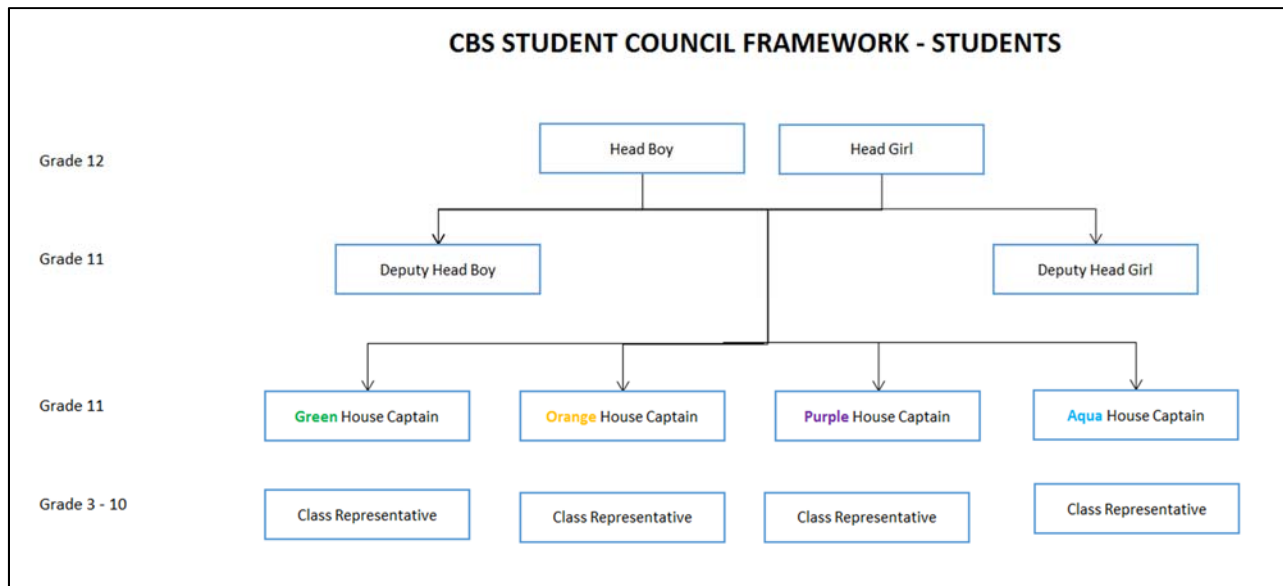 CBS STUDENT COUNCIL FRAMEWORK - STUDENTS
Grade 12
Head Boy
Head Girl
Grade 11
Deputy Head Boy
Deputy Head Girl
Grade 11
Green House Captain
Orange House Captain
Purple House Captain
Aqua House Captain
Grade 3 - 10
Class Representative
Class Representative
Class Representative
Class Representative